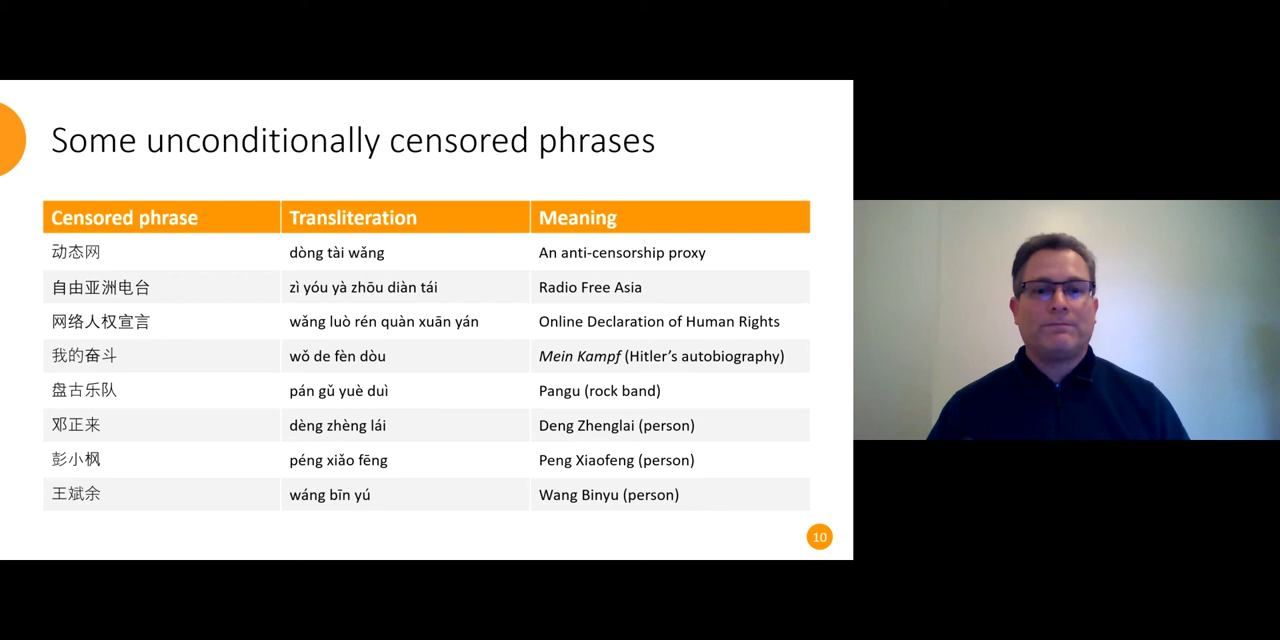 Some unconditionally censored phrases
Censored phrase Transliteration Meaning
动态网 dòng tài wǎng An anti-censorship proxy
自由亚洲电台 zì yóu yà zhōu diàn tái Radio Free Asia
网络人权宣言 wǎng luò rén quàn xuān yán Online Declaration of Human Rights
我的奋斗 wǒ de fèn dòu Mein Kampf (Hitler's autobiography)
盘古乐队 pán gǔ yuè duì Pangu (rock band)
邓正来 dèng zhèng lái Deng Zhenglai (person)
彭小枫 péng xiǎo fēng Peng Xiaofeng (person)
王斌余 wáng bīn yú Wang Binyu (person)
10